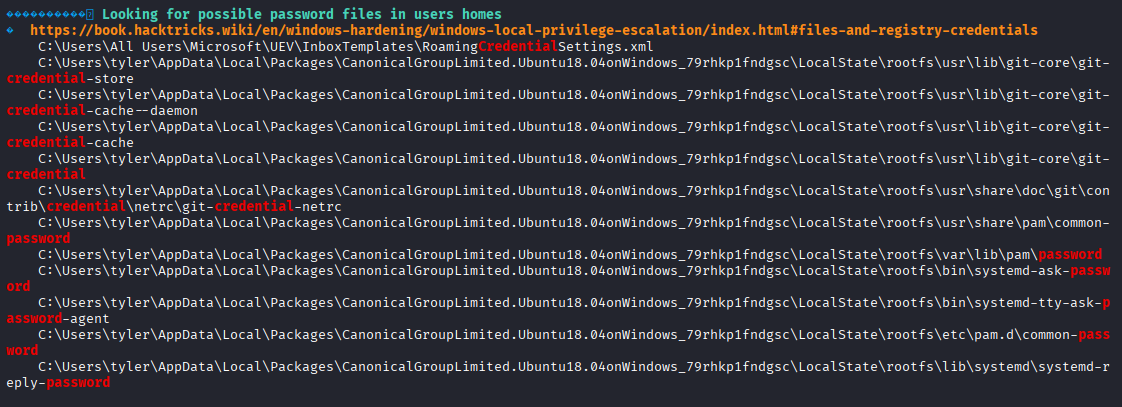 Looking for possible password files in users homes
https://book.hacktricks.wiki/en/windows-hardening/windows-local-privilege-escalation/index.html#files-and-registry-credentials
C:\Users\All Users\Microsoft\UEV\InboxTemplates\RoamingCredentialSettings.xml
C:\Users\tyler\AppData\Local\Packages\CanonicalGroupLimited.Ubuntu18.04onWindows_79rhkp1fndgsc\LocalState\rootfs\usr\lib\git-core\git-
credential-store
C:\Users\tyler\AppData\Local\Packages\CanonicalGroupLimited.Ubuntu18.04onWindows_79rhkp1fndgsc\LocalState\rootfs\usr\lib\git-core\git-
credential-cache--daemon
C:\Users\tyler\AppData\Local\Packages\CanonicalGroupLimited.Ubuntu18.04onWindows_79rhkp1fndgsc\LocalState\rootfs\usr\lib\git-core\git-
credential-cache
C:\Users\tyler\AppData\Local\Packages\CanonicalGroupLimited.Ubuntu18.04onWindows_79rhkp1fndgsc\LocalState\rootfs\usr\lib\git-core\git-
credential
C:\Users\tyler\AppData\Local\Packages\CanonicalGroupLimited.Ubuntu18.04onWindows_79rhkp1fndgsc\LocalState\rootfs\usr\share\doc\git\con
trib\credential\netrc\git-credential-netrc
C:\Users\tyler\AppData\Local\Packages\CanonicalGroupLimited.Ubuntu18.04onWindows_79rhkp1fndgsc\LocalState\rootfs\usr\share\pam\common-
password
C:\Users\tyler\AppData\Local\Packages\CanonicalGroupLimited.Ubuntu18.04onWindows_79rhkp1fndgsc\LocalState\rootfs\var\lib\pam\password
C:\Users\tyler\AppData\Local\Packages\CanonicalGroupLimited.Ubuntu18.04onWindows_79rhkp1fndgsc\LocalState\rootfs\bin\systemd-ask-passw
ord
C:\Users\tyler\AppData\Local\Packages\CanonicalGroupLimited.Ubuntu18.04onWindows_79rhkp1fndgsc\LocalState\rootfs\bin\systemd-tty-ask-p
assword-agent
C:\Users\tyler\AppData\Local\Packages\CanonicalGroupLimited.Ubuntu18.04onWindows_79rhkp1fndgsc\LocalState\rootfs\etc\pam.d\common-pass
word
C:\Users\tyler\AppData\Local\Packages\CanonicalGroupLimited.Ubuntu18.04onWindows_79rhkp1fndgsc\LocalState\rootfs\lib\systemd\systemd-r
eply-password